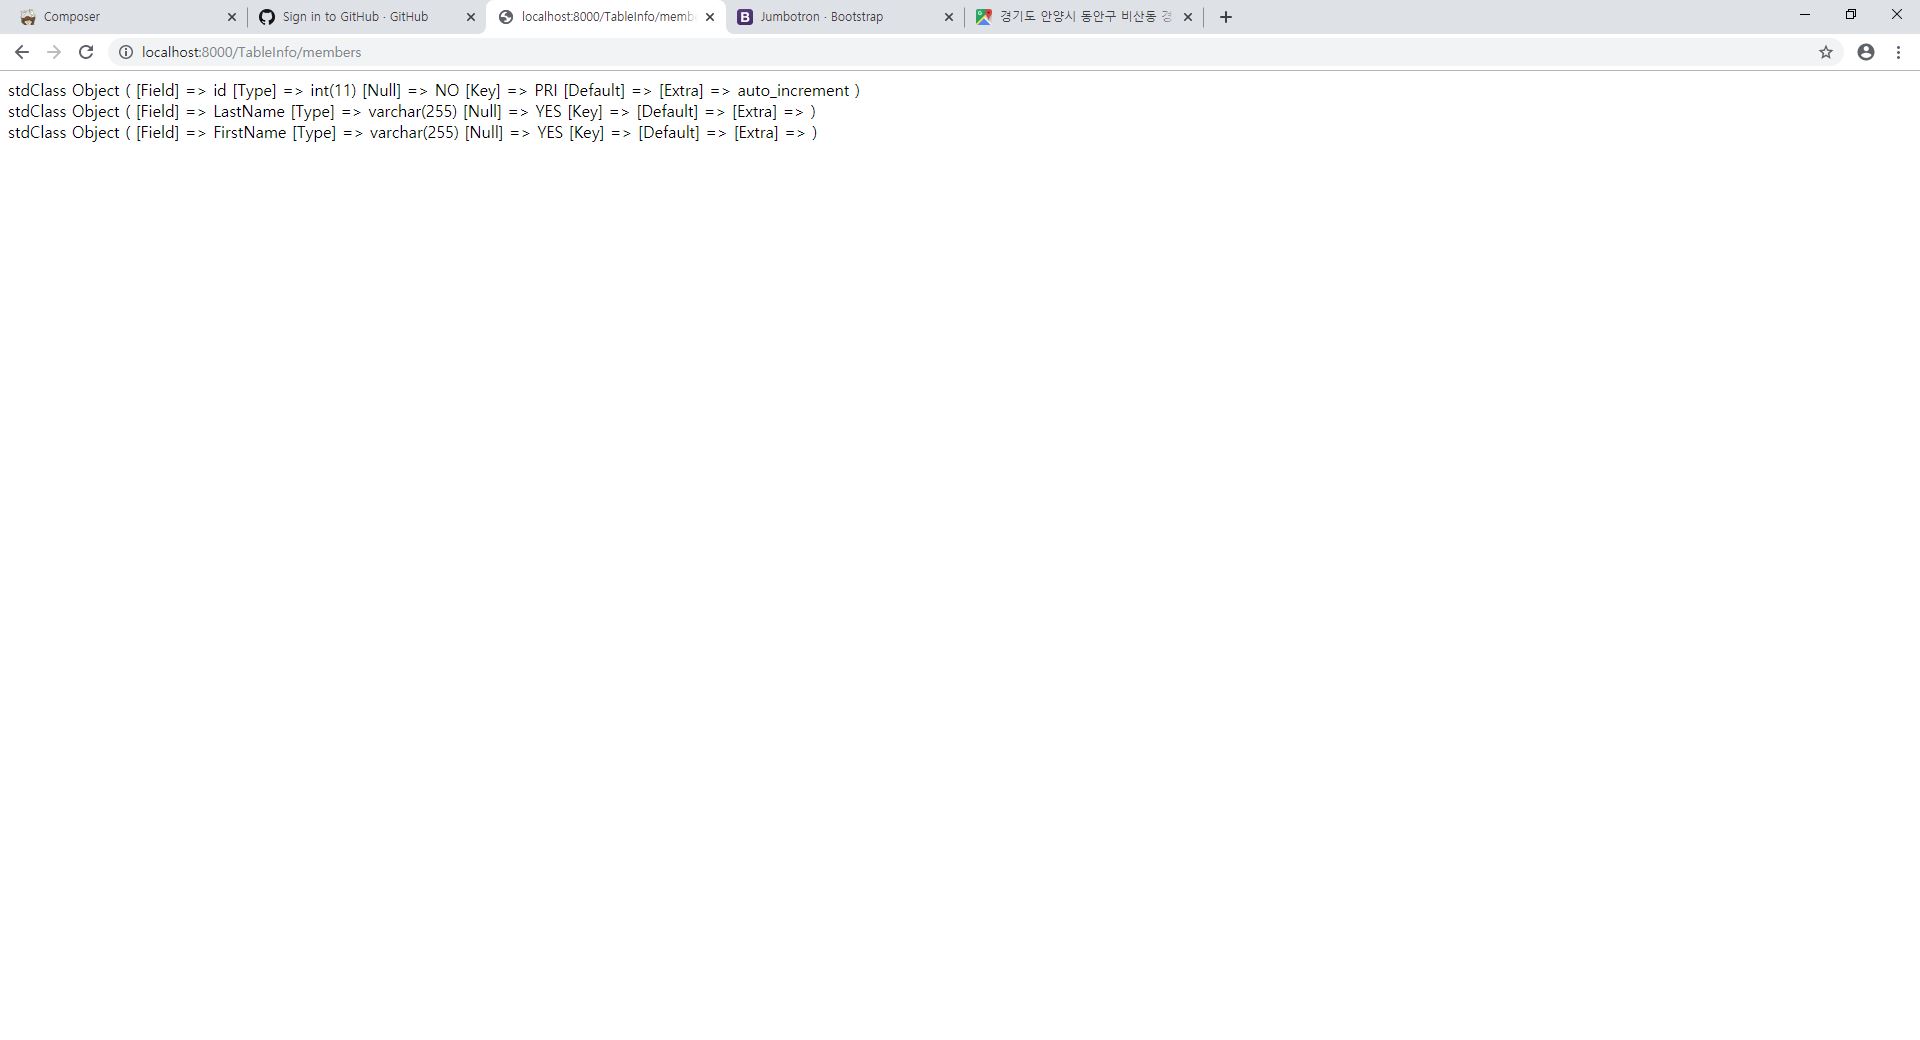 Composer
Sign in to GitHub · GitHub
localhost:8000/TableInfo/memb
Jumbotron · Bootstrap
경기도 안양시 동안구 비산동 경
localhost:8000/TableInfo/members
stdClass Object ( [Field] => id [Type] => int(11) [Null] => NO [Key] => PRI [Default] => [Extra] => auto_increment )
stdClass Object ( [Field] => LastName [Type] => varchar(255) [Null] => YES [Key] => [Default] => [Extra] => )
stdClass Object ( [Field] => FirstName [Type] => varchar(255) [Null] => YES [Key] => [Default] => [Extra] => )